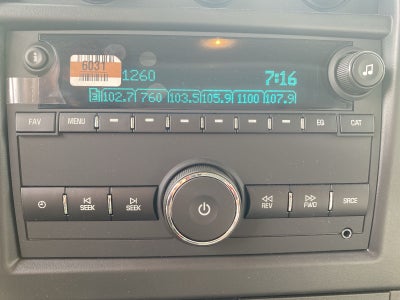 6031
1260 7:16
3 102.7 760 103.5 105.9 1100 107.9
FAV MENU EQ CAT
SEEK SEEK REV FWD SRCE